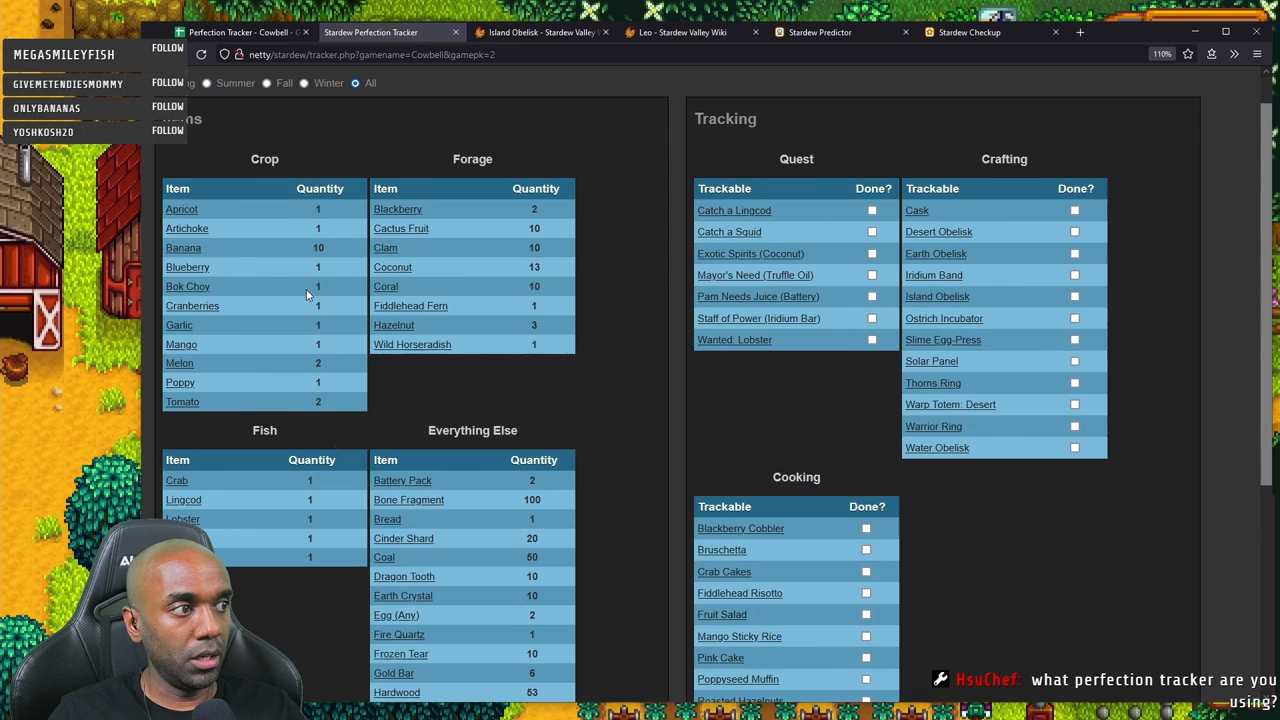 Perfection Tracker - Cowbell - G
Stardew Perfection Tracker
Island Obelisk - Stardew Valley W
Leo - Stardew Valley Wiki
Stardew Predictor
Stardew Checkup
netty/stardew/tracker.php?gamename=Cowbell&gamepk=2
110%
MEGASMILEYFISH FOLLOW
GIVEMETENDIESMOMMY FOLLOW
ONLYBANANAS FOLLOW
YOSHKOSH20 FOLLOW
Summer Fall Winter All
Tracking
Crop
Item Quantity
Apricot 1
Artichoke 1
Banana 10
Blueberry 1
Bok Choy 1
Cranberries 1
Garlic 1
Mango 1
Melon 2
Poppy 1
Tomato 2
Forage
Item Quantity
Blackberry 2
Cactus Fruit 10
Clam 10
Coconut 13
Coral 10
Fiddlehead Fern 1
Hazelnut 3
Wild Horseradish 1
Fish
Item Quantity
Crab 1
Lingcod 1
Lobster 1
1
1
Everything Else
Item Quantity
Battery Pack 2
Bone Fragment 100
Bread 1
Cinder Shard 20
Coal 50
Dragon Tooth 10
Earth Crystal 10
Egg (Any) 2
Fire Quartz 1
Frozen Tear 10
Gold Bar 6
Hardwood 53
Quest
Trackable Done?
Catch a Lingcod
Catch a Squid
Exotic Spirits (Coconut)
Mayor's Need (Truffle Oil)
Pam Needs Juice (Battery)
Staff of Power (Iridium Bar)
Wanted: Lobster
Crafting
Trackable Done?
Cask
Desert Obelisk
Earth Obelisk
Iridium Band
Island Obelisk
Ostrich Incubator
Slime Egg-Press
Solar Panel
Thorns Ring
Warp Totem: Desert
Warrior Ring
Water Obelisk
Cooking
Trackable Done?
Blackberry Cobbler
Bruschetta
Crab Cakes
Fiddlehead Risotto
Fruit Salad
Mango Sticky Rice
Pink Cake
Poppyseed Muffin
Roasted Hazelnuts
HsuChef: what perfection tracker are you
using?